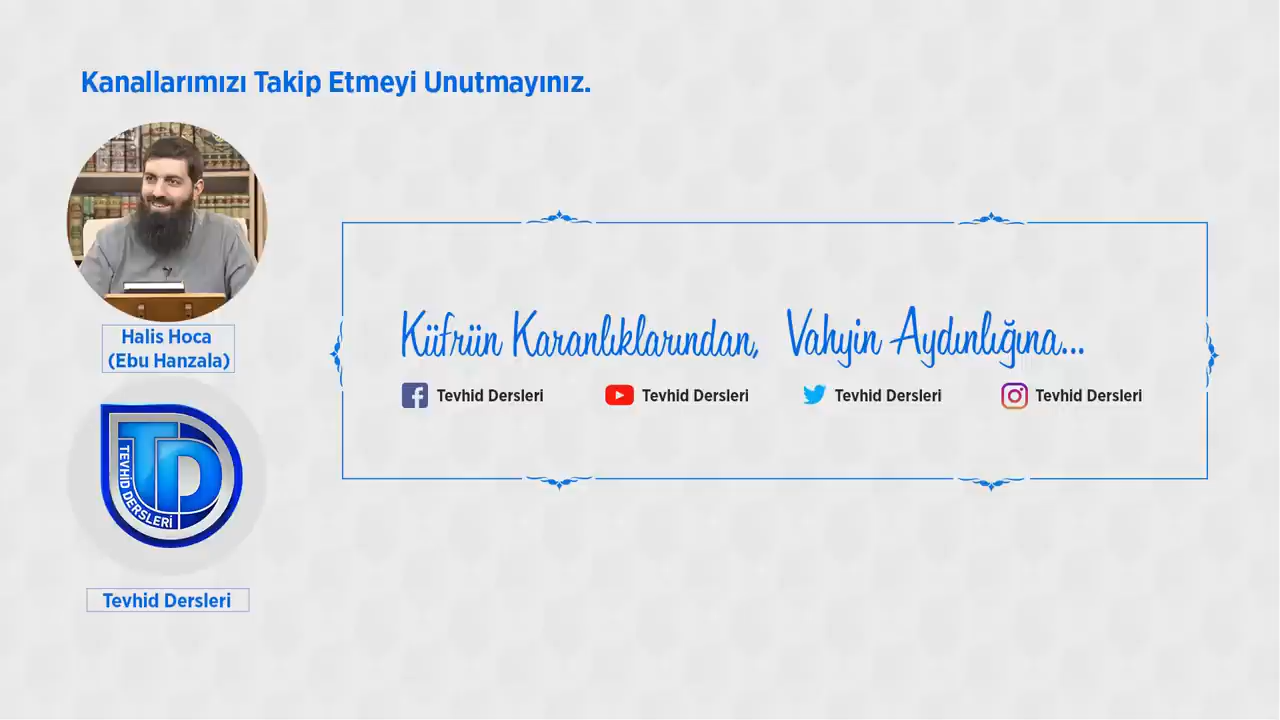 Kanallarımızı Takip Etmeyi Unutmayınız.
Halis Hoca
(Ebu Hanzala)
Küfrün Karanlıklarından, Vahyin Aydınlığına...
Tevhid Dersleri
Tevhid Dersleri
Tevhid Dersleri
Tevhid Dersleri
TD
TEVHİD DERSLERİ
Tevhid Dersleri